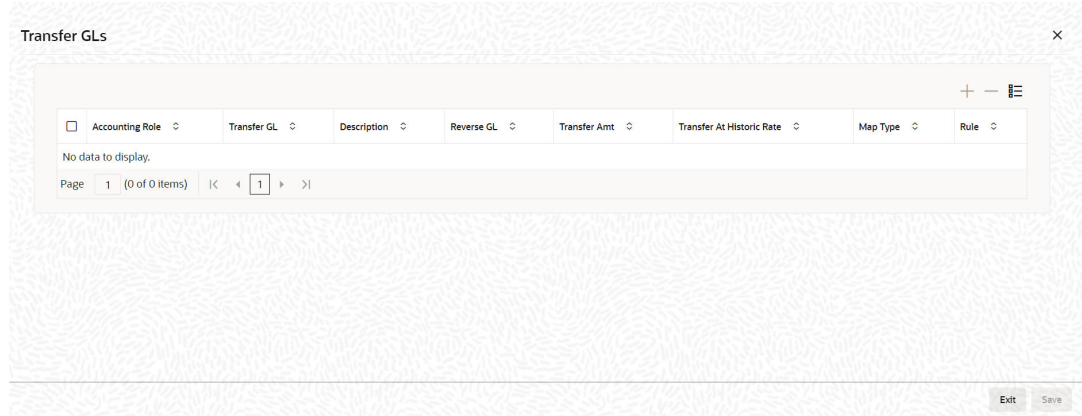 Transfer GLs
Accounting Role Transfer GL Description Reverse GL Transfer Amt Transfer At Historic Rate Map Type Rule
No data to display.
Page 1 (0 of 0 items) 1
Exit Save